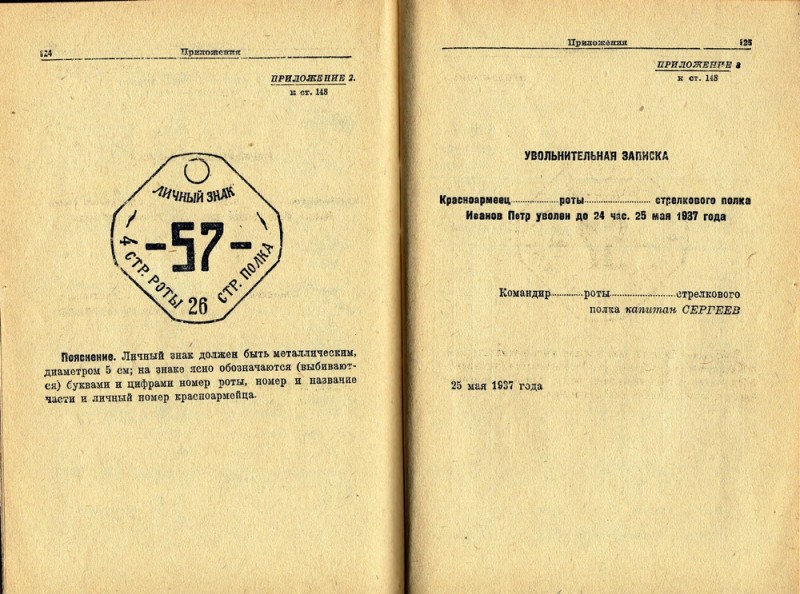 124
Приложения
ПРИЛОЖЕНИЕ 2.
к ст. 148
ЛИЧНЫЙ ЗНАК
-57-
4 СТР. РОТЫ 26 СТР. ПОЛКА
Пояснение. Личный знак должен быть металлическим,
диаметром 5 см; на знаке ясно обозначаются (выбивают-
ся) буквами и цифрами номер роты, номер и название
части и личный номер красноармейца.
Приложения
125
ПРИЛОЖЕНИЕ 3
к ст. 148
УВОЛЬНИТЕЛЬНАЯ ЗАПИСКА
Красноармеец............роты............стрелкового полка
Иванов Петр уволен до 24 час. 25 мая 1937 года
Командир............роты............стрелкового
полка капитан СЕРГЕЕВ
25 мая 1937 года